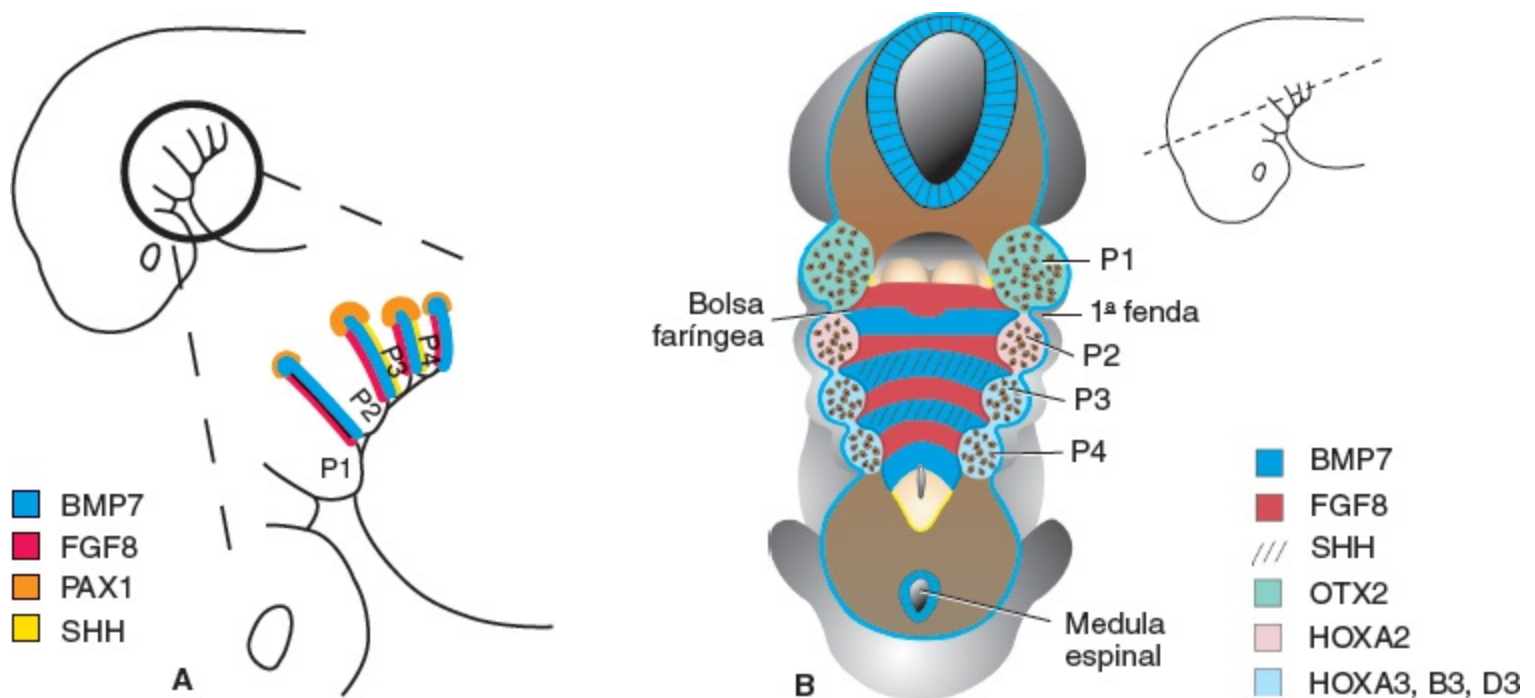 P1
P2
P3
P4
BMP7
FGF8
PAX1
SHH
A
P1
1ª fenda
Bolsa
faríngea
P2
P3
P4
Medula
espinal
B
BMP7
FGF8
SHH
OTX2
HOXA2
HOXA3, B3, D3